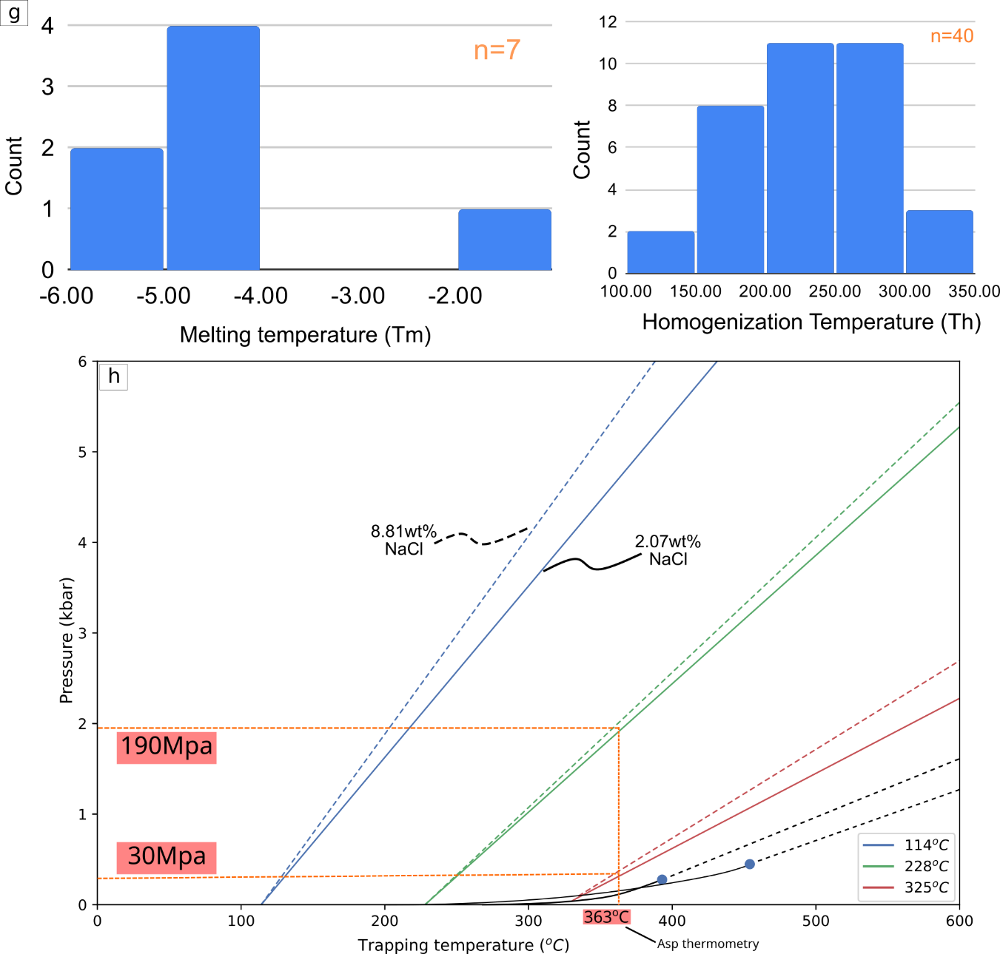 g
4
3
2
1
0
Count
n=7
-6.00 -5.00 -4.00 -3.00 -2.00
Melting temperature (Tm)
12
10
8
6
4
2
0
Count
n=40
100.00 150.00 200.00 250.00 300.00 350.00
Homogenization Temperature (Th)
h
6
5
4
3
2
1
0
Pressure (kbar)
8.81wt%
NaCl
2.07wt%
NaCl
190Mpa
30Mpa
114°C
228°C
325°C
0 100 200 300 400 500 600
363°C
Trapping temperature (°C)
Asp thermometry